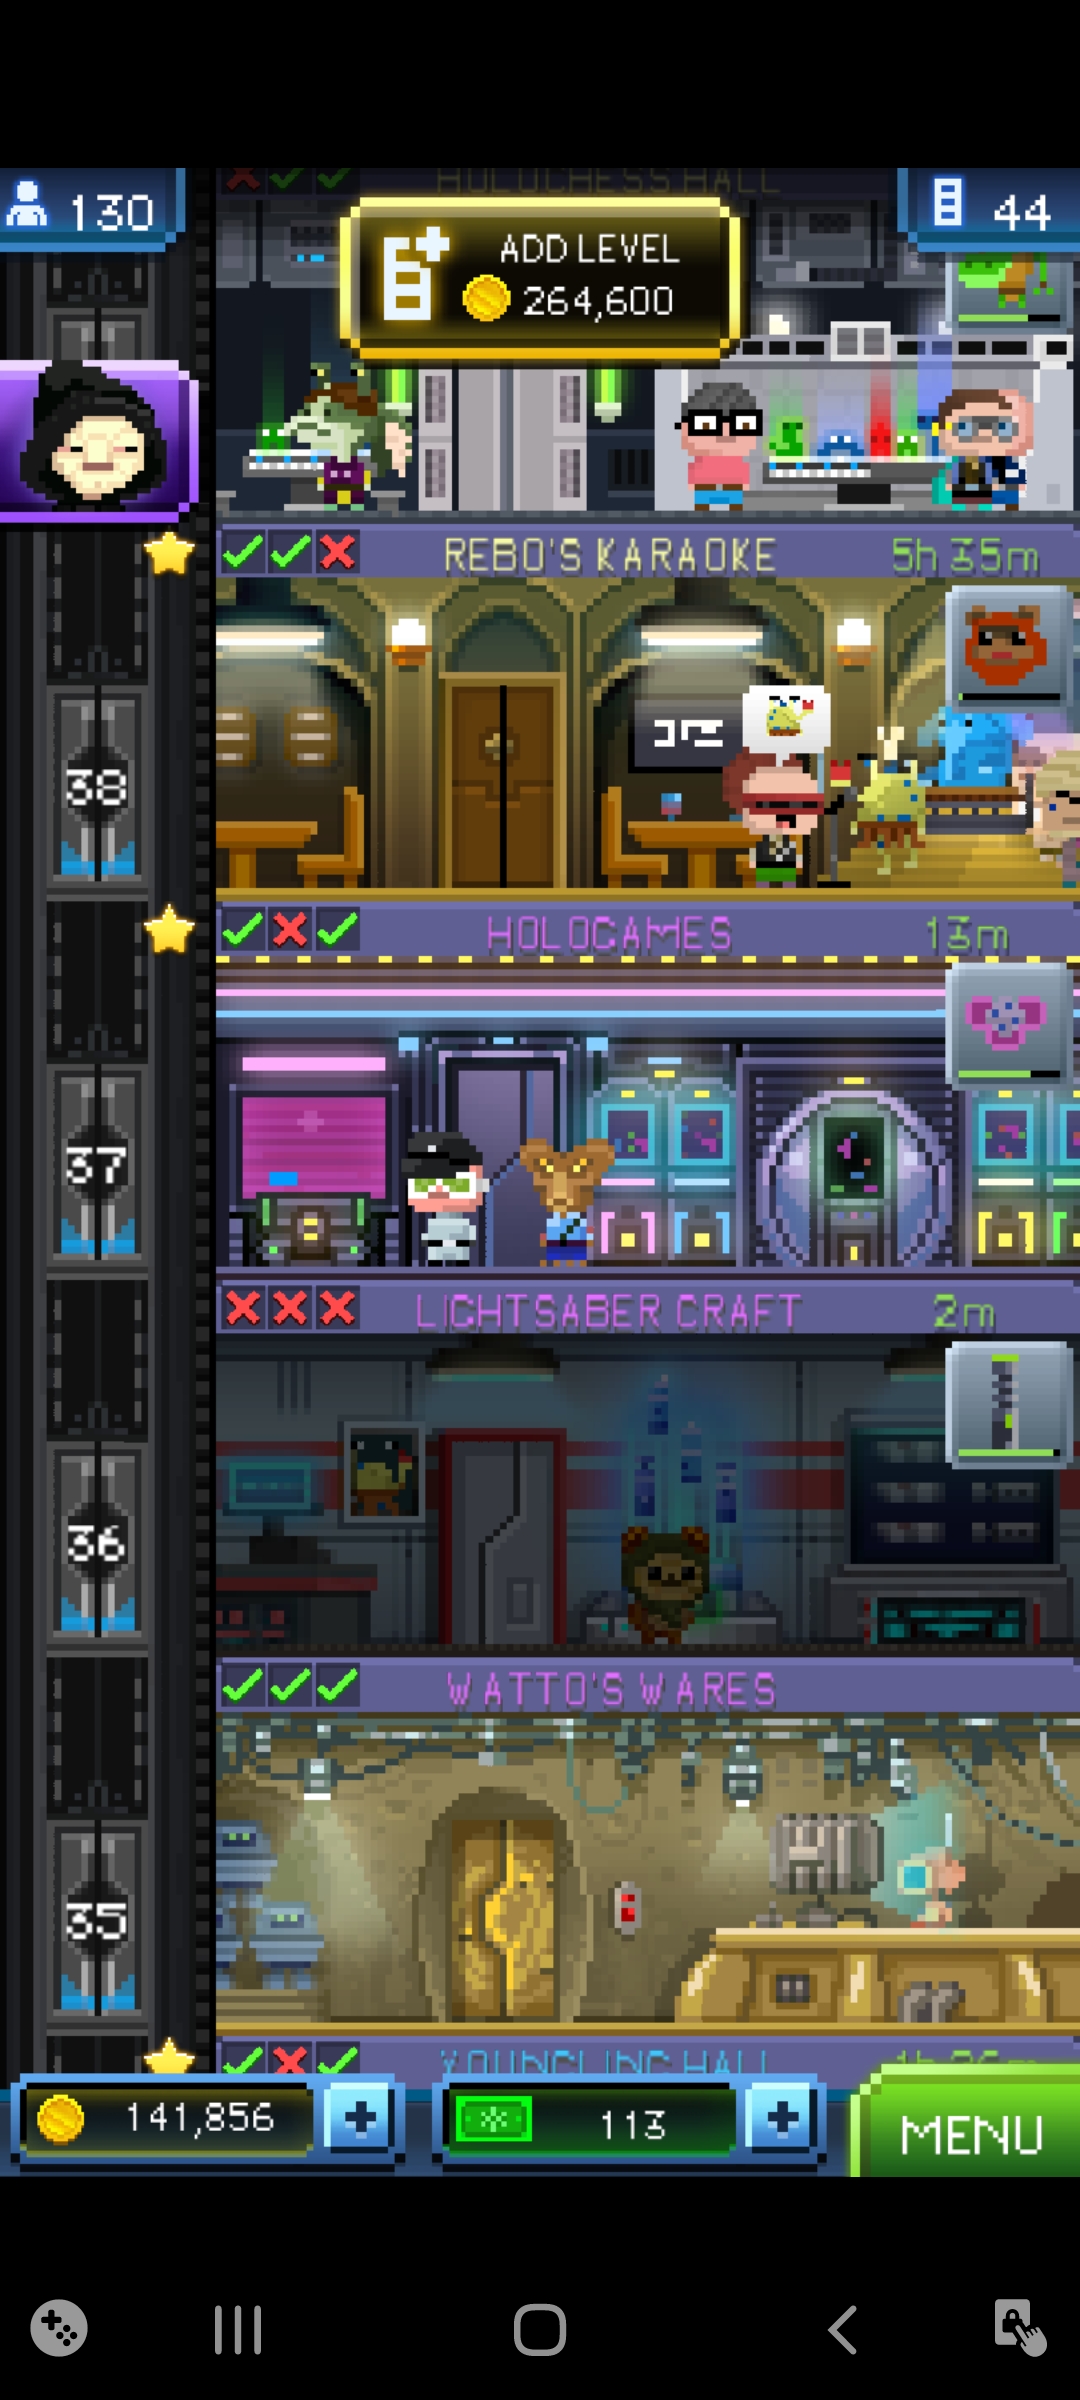 HOLOCHESS HALL
130
ADD LEVEL
264,600
44
REBO'S KARAOKE 5h 35m
38
HOLOGAMES 13m
37
LIGHTSABER CRAFT 2m
36
WATTO'S WARES
35
YOUNGLING HALL
141,856
113
MENU